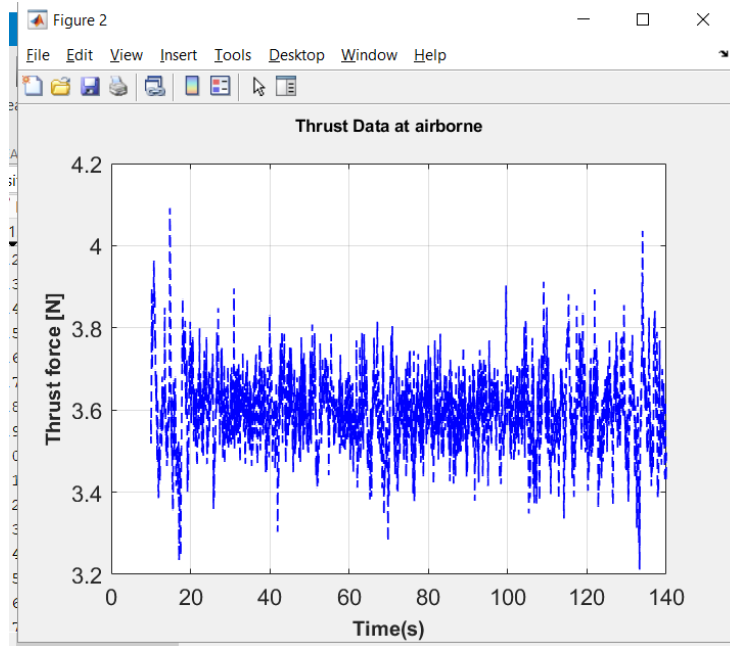 Figure 2
File Edit View Insert Tools Desktop Window Help
Thrust Data at airborne
4.2
4
3.8
3.6
3.4
3.2
Thrust force [N]
0 20 40 60 80 100 120 140
Time(s)